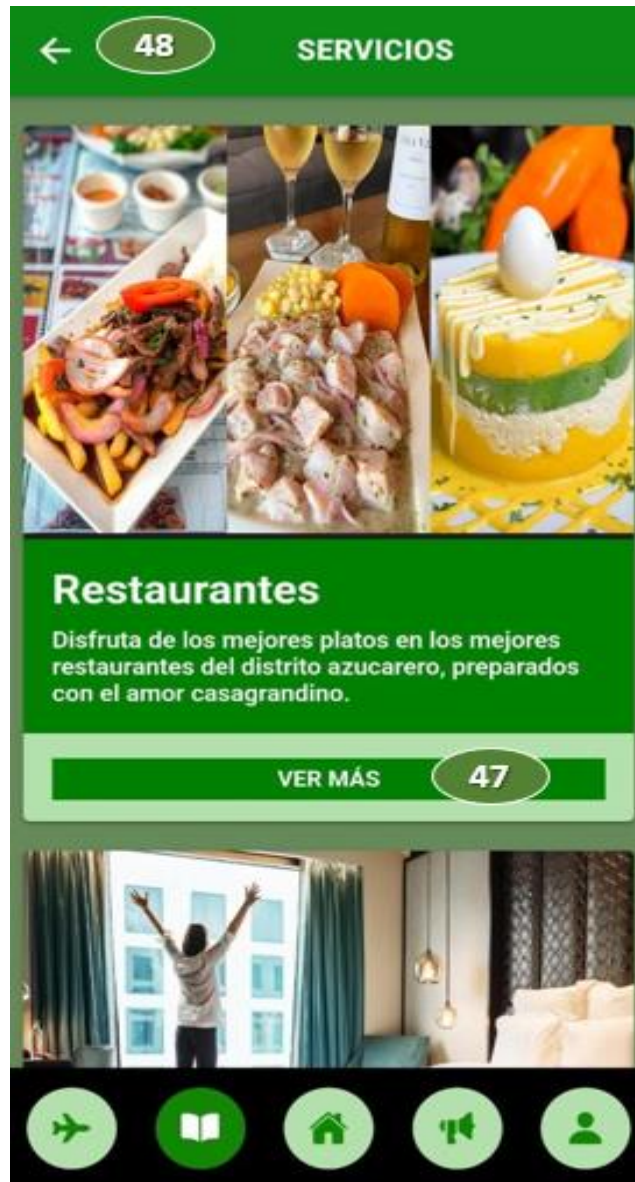 48
SERVICIOS
Restaurantes
Disfruta de los mejores platos en los mejores
restaurantes del distrito azucarero, preparados
con el amor casagrandino.
VER MÁS
47